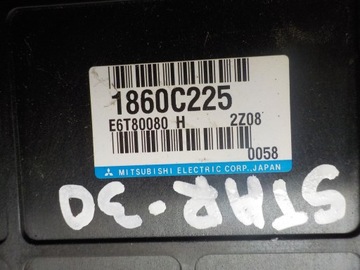 1860C225
E6T80080 H 2Z08
0058
MITSUBISHI ELECTRIC CORP., JAPAN
STAR-30